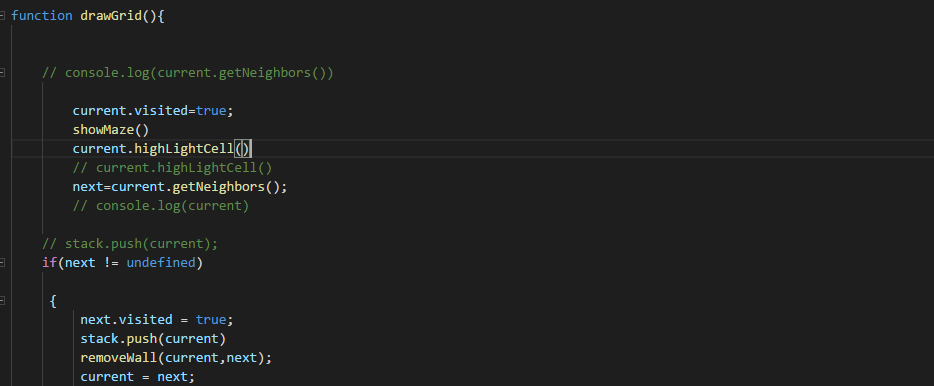 function drawGrid(){
// console.log(current.getNeighbors())
current.visited=true;
showMaze()
current.highLightCell()
// current.highLightCell()
next=current.getNeighbors();
// console.log(current)
// stack.push(current);
if(next != undefined)
{
next.visited = true;
stack.push(current)
removeWall(current,next);
current = next;